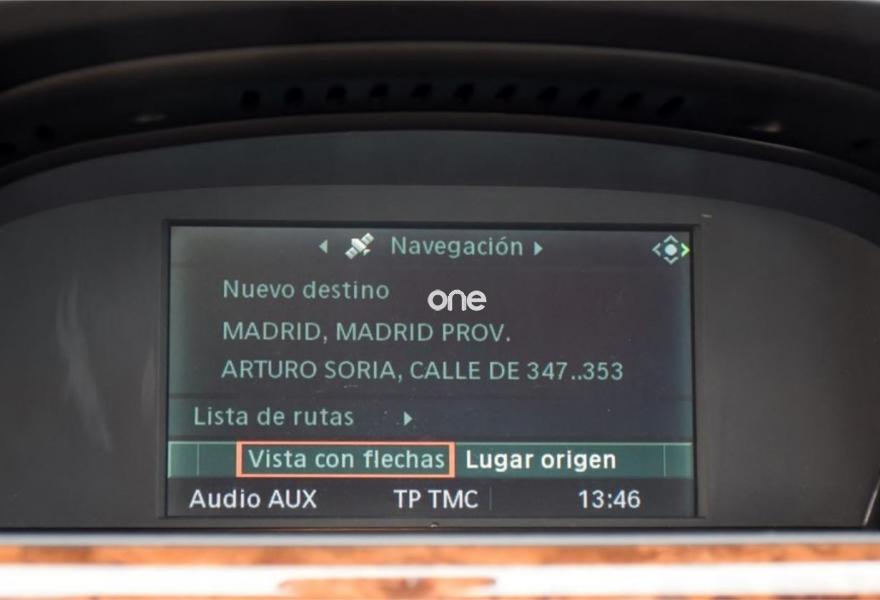 Navegación
Nuevo destino
one
MADRID, MADRID PROV.
ARTURO SORIA, CALLE DE 347..353
Lista de rutas
Vista con flechas Lugar origen
Audio AUX TP TMC 13:46